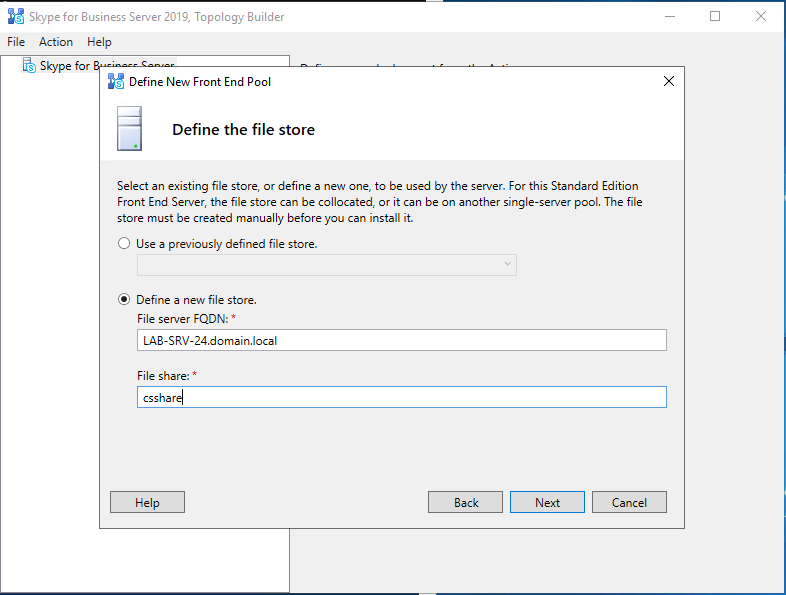 Skype for Business Server 2019, Topology Builder
File Action Help
Skype for Business Server
Define New Front End Pool
Define the file store
Select an existing file store, or define a new one, to be used by the server. For this Standard Edition
Front End Server, the file store can be collocated, or it can be on another single-server pool. The file
store must be created manually before you can install it.
Use a previously defined file store.
Define a new file store.
File server FQDN: *
LAB-SRV-24.domain.local
File share: *
csshare
Help Back Next Cancel